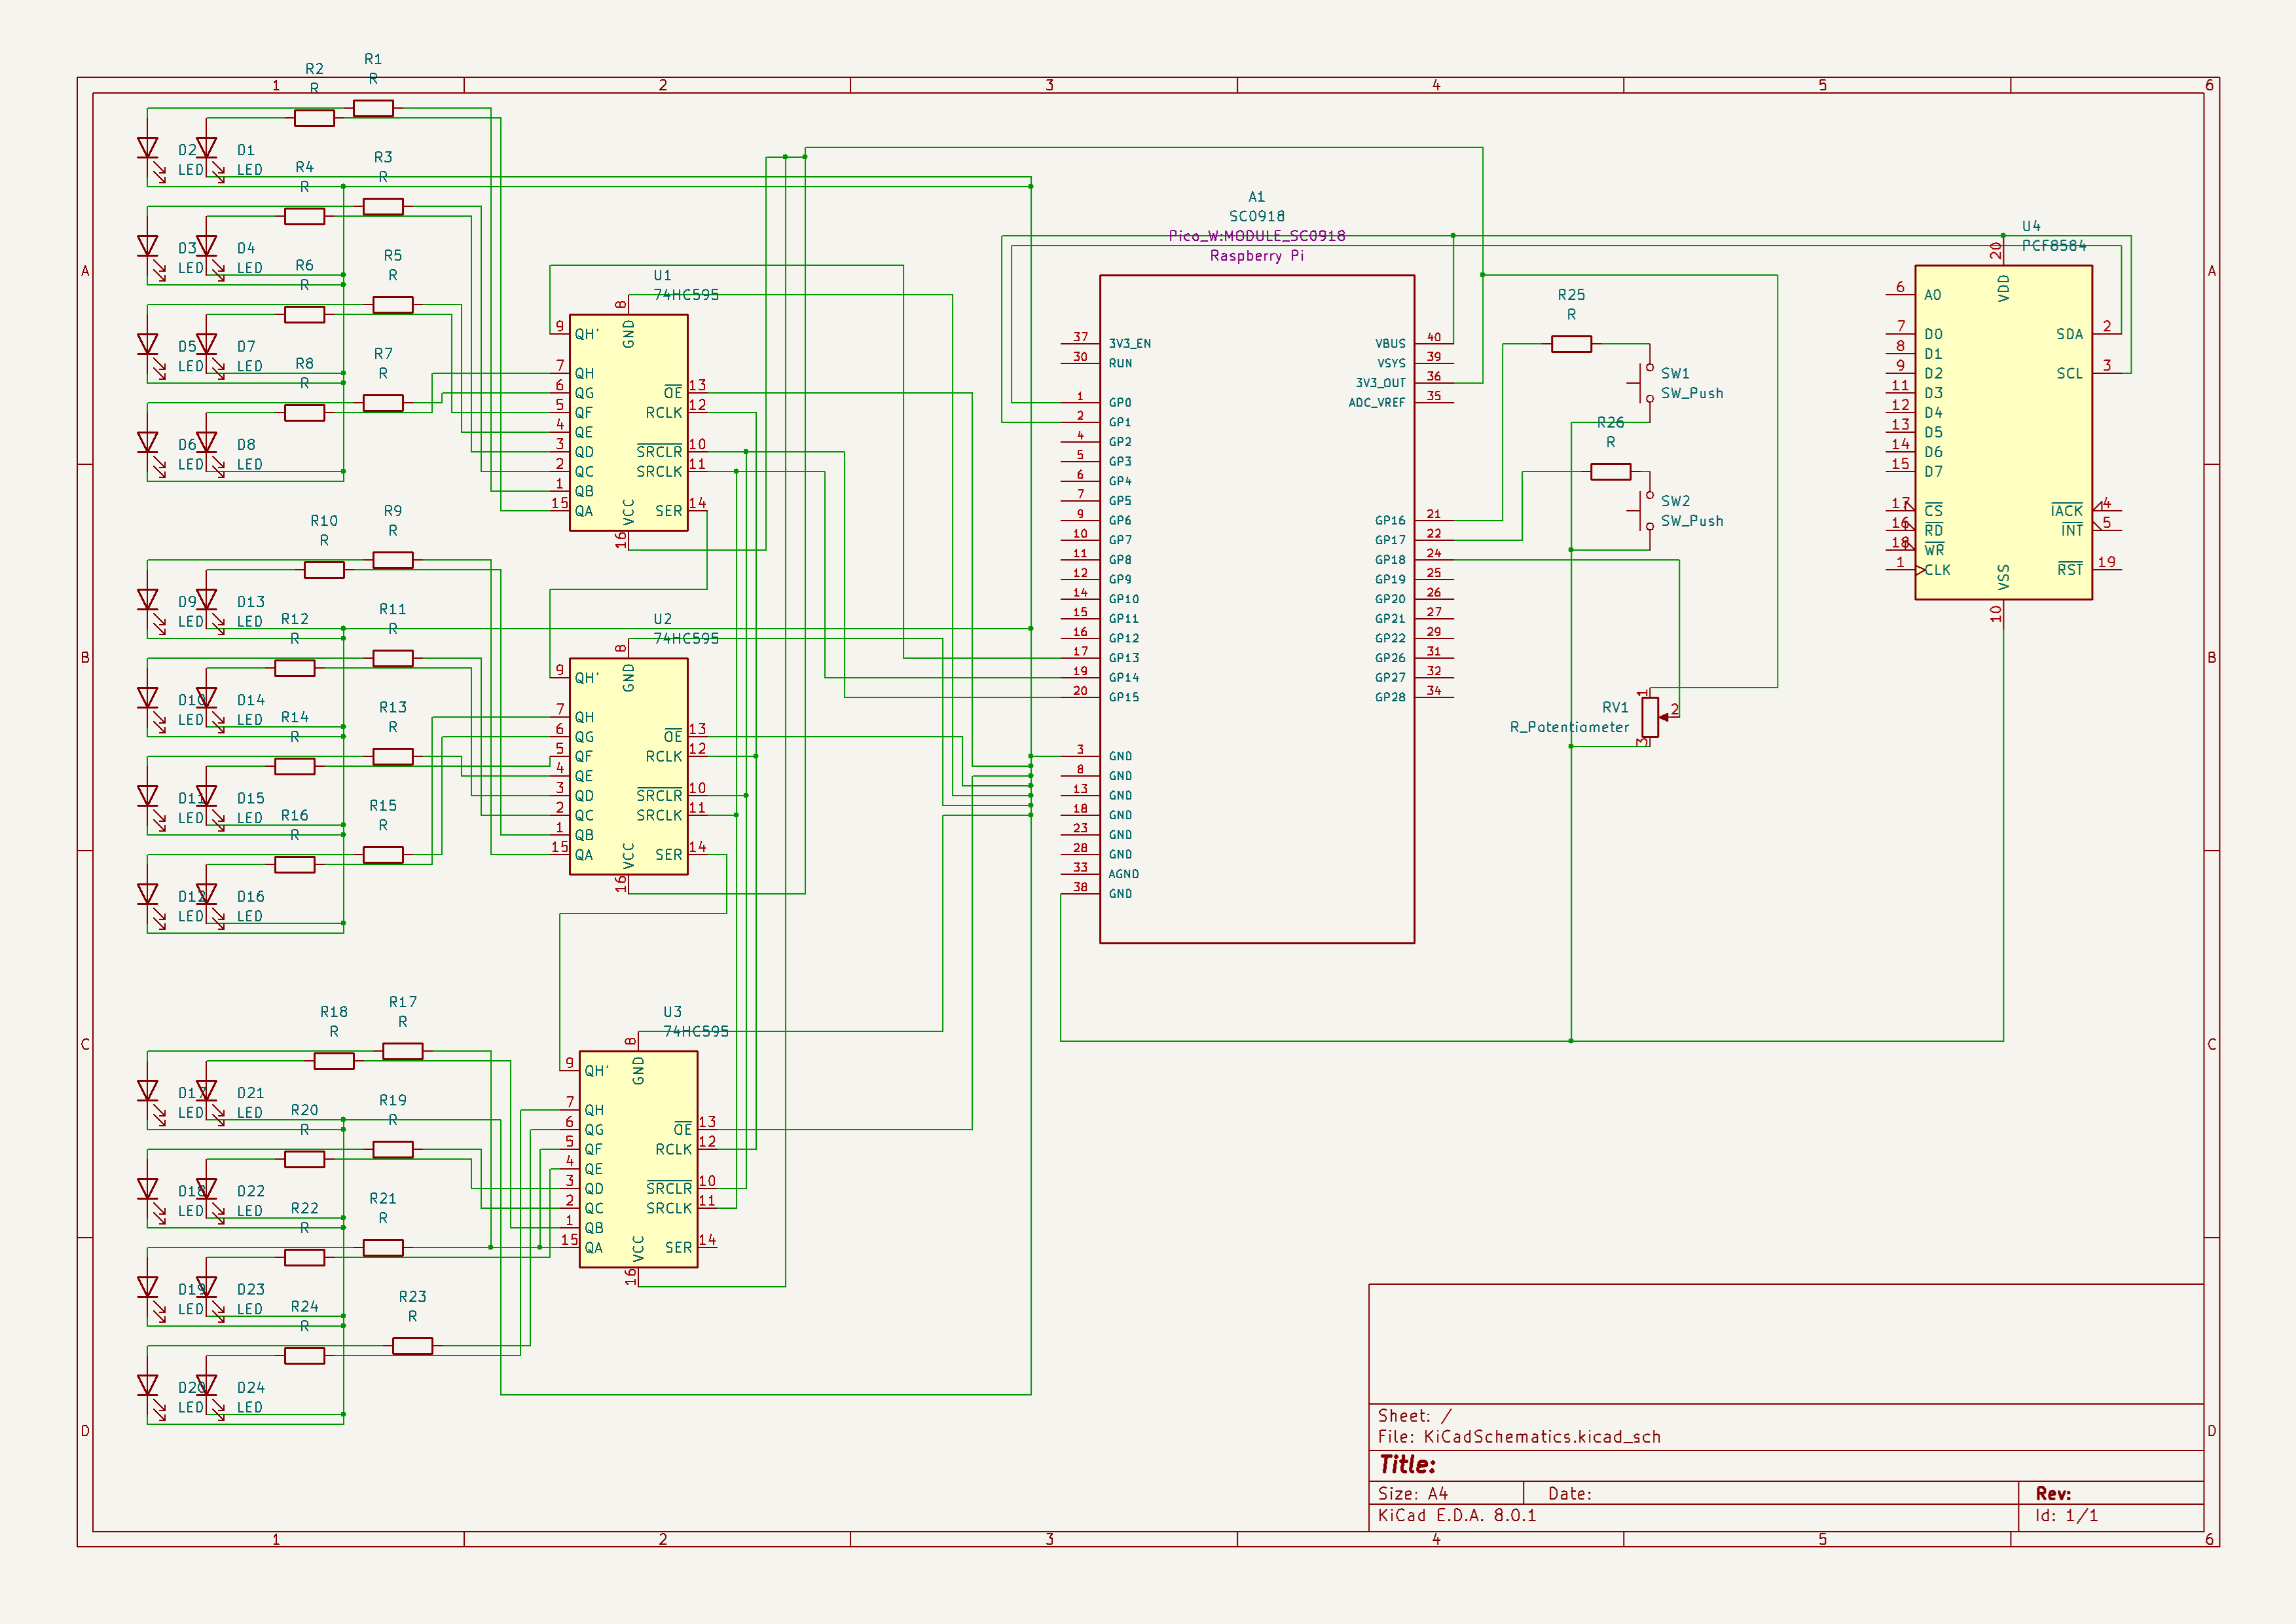 1 2 3 4 5 6
R1
R
R2
R
D2
LED
D1
LED
R3
R
R4
R
D3
LED
D4
LED
R5
R
R6
R
D5
LED
D7
LED
R7
R
R8
R
D6
LED
D8
LED
R9
R
R10
R
D9
LED
D13
LED
R11
R
R12
R
D10
LED
D14
LED
R13
R
R14
R
D11
LED
D15
LED
R15
R
R16
R
D12
LED
D16
LED
R17
R
R18
R
D17
LED
D21
LED
R19
R
R20
R
D18
LED
D22
LED
R21
R
R22
R
D19
LED
D23
LED
R23
R
R24
R
D20
LED
D24
LED
U1
74HC595
8 GND
9 QH'
7 QH
6 QG
5 QF
4 QE
3 QD
2 QC
1 QB
15 QA
OE 13
RCLK 12
SRCLR 10
SRCLK 11
SER 14
VCC 16
U2
74HC595
8 GND
9 QH'
7 QH
6 QG
5 QF
4 QE
3 QD
2 QC
1 QB
15 QA
OE 13
RCLK 12
SRCLR 10
SRCLK 11
SER 14
VCC 16
U3
74HC595
8 GND
9 QH'
7 QH
6 QG
5 QF
4 QE
3 QD
2 QC
1 QB
15 QA
OE 13
RCLK 12
SRCLR 10
SRCLK 11
SER 14
VCC 16
A1
SC0918
Pico_W:MODULE_SC0918
Raspberry Pi
37 3V3_EN
30 RUN
1 GP0
2 GP1
4 GP2
5 GP3
6 GP4
7 GP5
9 GP6
10 GP7
11 GP8
12 GP9
14 GP10
15 GP11
16 GP12
17 GP13
19 GP14
20 GP15
3 GND
8 GND
13 GND
18 GND
23 GND
28 GND
33 AGND
38 GND
VBUS 40
VSYS 39
3V3_OUT 36
ADC_VREF 35
GP16 21
GP17 22
GP18 24
GP19 25
GP20 26
GP21 27
GP22 29
GP26 31
GP27 32
GP28 34
R25
R
SW1
SW_Push
R26
R
SW2
SW_Push
RV1
R_Potentiometer
1
2
3
U4
PCF8584
20 VDD
6 A0
7 D0
8 D1
9 D2
11 D3
12 D4
13 D5
14 D6
15 D7
17 CS
16 RD
18 WR
1 CLK
SDA 2
SCL 3
IACK 4
INT 5
RST 19
VSS 10
A A
B B
C C
D D
Sheet: /
File: KiCadSchematics.kicad_sch
Title:
Size: A4 Date: Rev:
KiCad E.D.A. 8.0.1 Id: 1/1
1 2 3 4 5 6